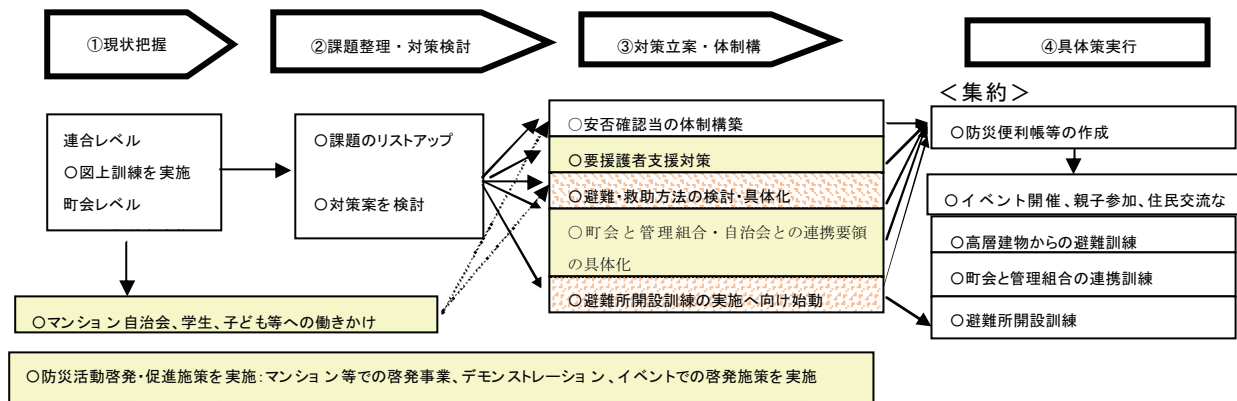 ①現状把握
②課題整理・対策検討
③対策立案・体制構
④具体策実行
＜集約＞
連合レベル
○図上訓練を実施
町会レベル
○課題のリストアップ
○対策案を検討
○安否確認当の体制構築
○要援護者支援対策
○避難・救助方法の検討・具体化
○町会と管理組合・自治会との連携要領
の具体化
○避難所開設訓練の実施へ向け始動
○防災便利帳等の作成
○イベント開催、親子参加、住民交流な
○高層建物からの避難訓練
○町会と管理組合の連携訓練
○避難所開設訓練
○マンション自治会、学生、子ども等への働きかけ
○防災活動啓発・促進施策を実施：マンション等での啓発事業、デモンストレーション、イベントでの啓発施策を実施